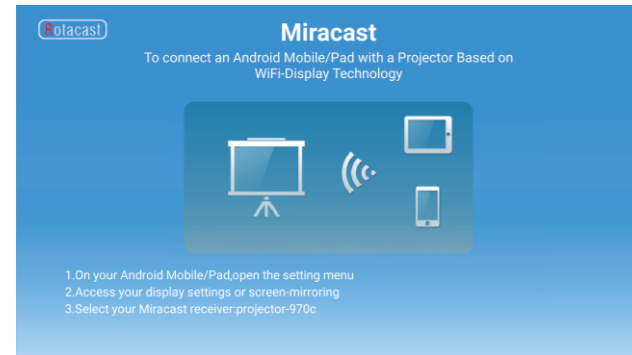 Rotacast
Miracast
To connect an Android Mobile/Pad with a Projector Based on
WiFi-Display Technology
1.On your Android Mobile/Pad,open the setting menu
2.Access your display settings or screen-mirroring
3.Select your Miracast receiver:projector-970c